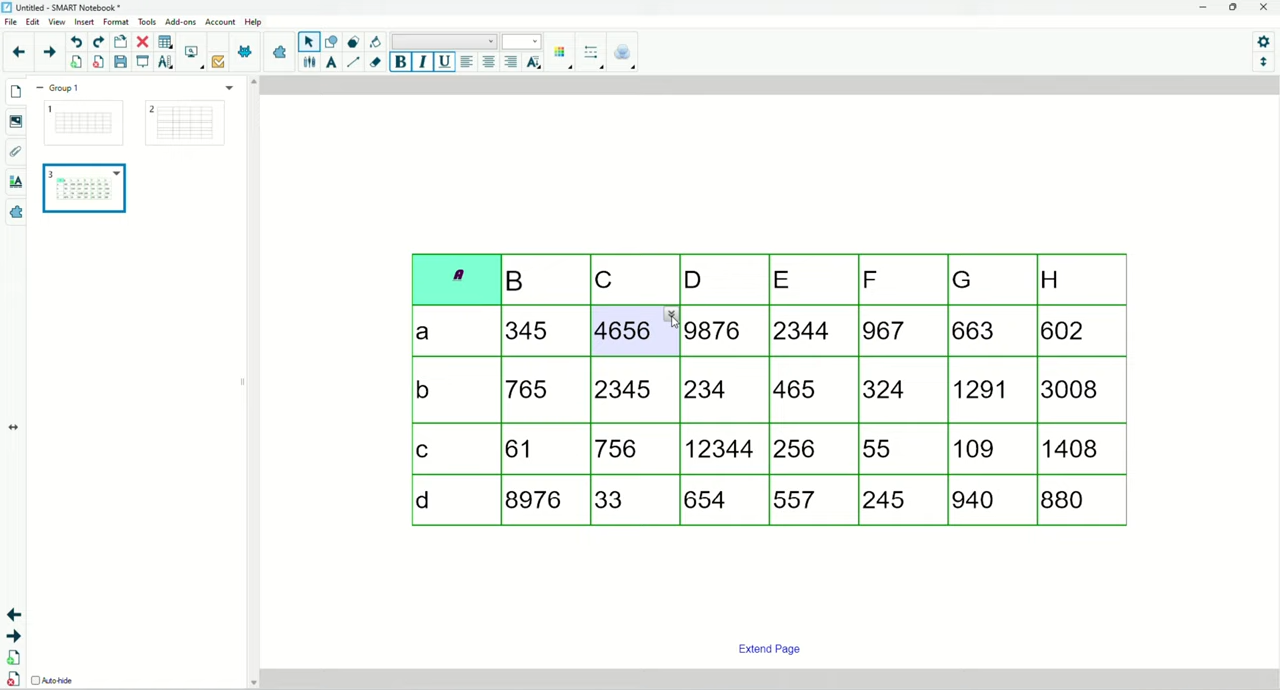 Untitled - SMART Notebook *
File Edit View Insert Format Tools Add-ons Account Help
B I U
Group 1
1
2
3
A B C D E F G H
a 345 4656 9876 2344 967 663 602
b 765 2345 234 465 324 1291 3008
c 61 756 12344 256 55 109 1408
d 8976 33 654 557 245 940 880
Extend Page
Auto-hide